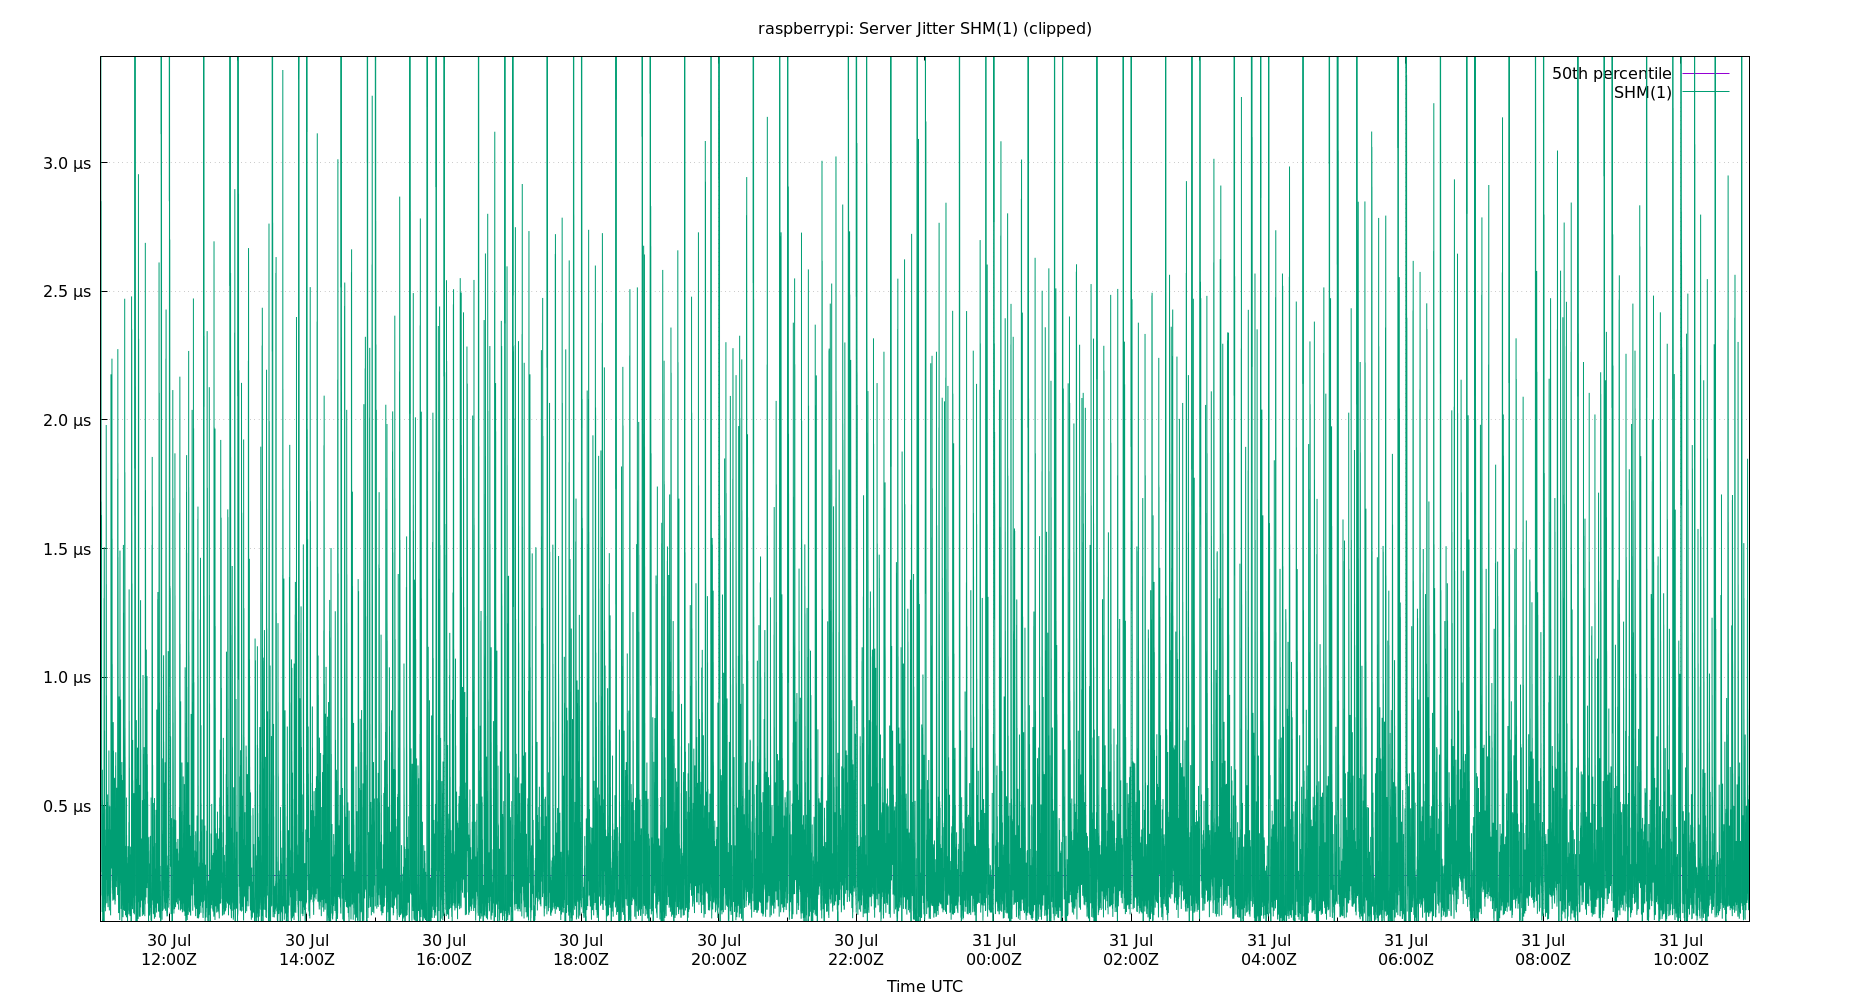 raspberrypi: Server Jitter SHM(1) (clipped)
50th percentile
SHM(1)
3.0 µs
2.5 µs
2.0 µs
1.5 µs
1.0 µs
0.5 µs
30 Jul 30 Jul 30 Jul 30 Jul 30 Jul 30 Jul 31 Jul 31 Jul 31 Jul 31 Jul 31 Jul 31 Jul
12:00Z 14:00Z 16:00Z 18:00Z 20:00Z 22:00Z 00:00Z 02:00Z 04:00Z 06:00Z 08:00Z 10:00Z
Time UTC